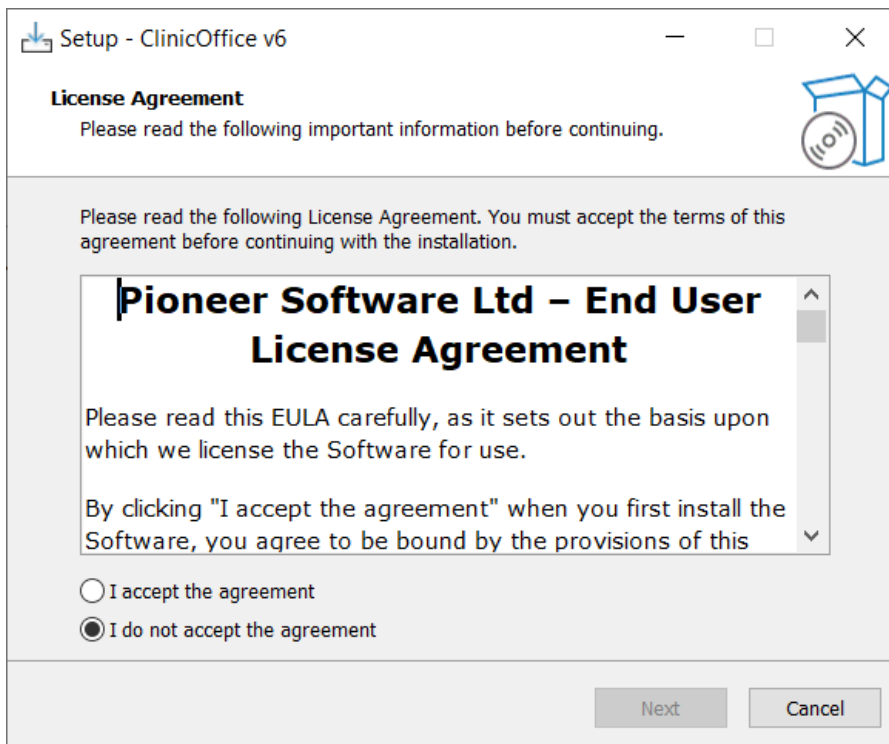 Setup - ClinicOffice v6
License Agreement
Please read the following important information before continuing.
Please read the following License Agreement. You must accept the terms of this
agreement before continuing with the installation.
Pioneer Software Ltd – End User
License Agreement
Please read this EULA carefully, as it sets out the basis upon
which we license the Software for use.
By clicking "I accept the agreement" when you first install the
Software, you agree to be bound by the provisions of this
I accept the agreement
I do not accept the agreement
Next
Cancel